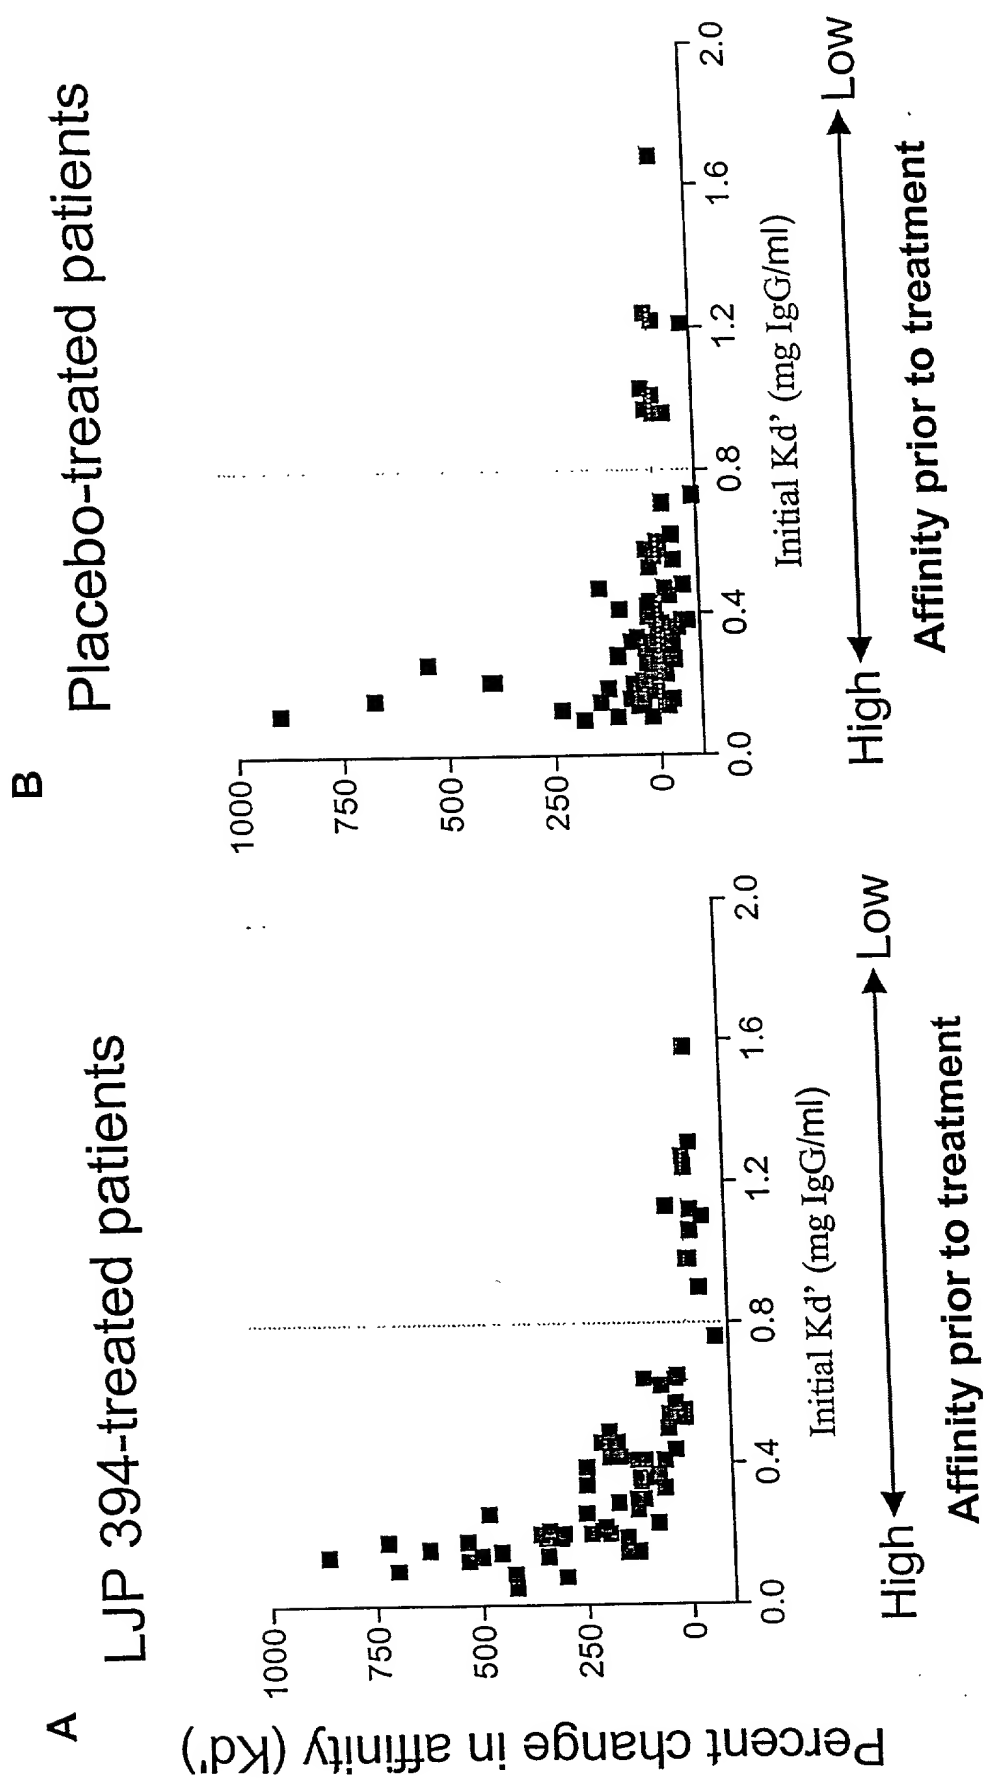 A
LJP 394-treated patients
Percent change in affinity (Kd')
1000
750
500
250
0
0.0
0.4
0.8
1.2
1.6
2.0
Initial Kd' (mg IgG/ml)
High
Low
Affinity prior to treatment
B
Placebo-treated patients
1000
750
500
250
0
0.0
0.4
0.8
1.2
1.6
2.0
Initial Kd' (mg IgG/ml)
High
Low
Affinity prior to treatment